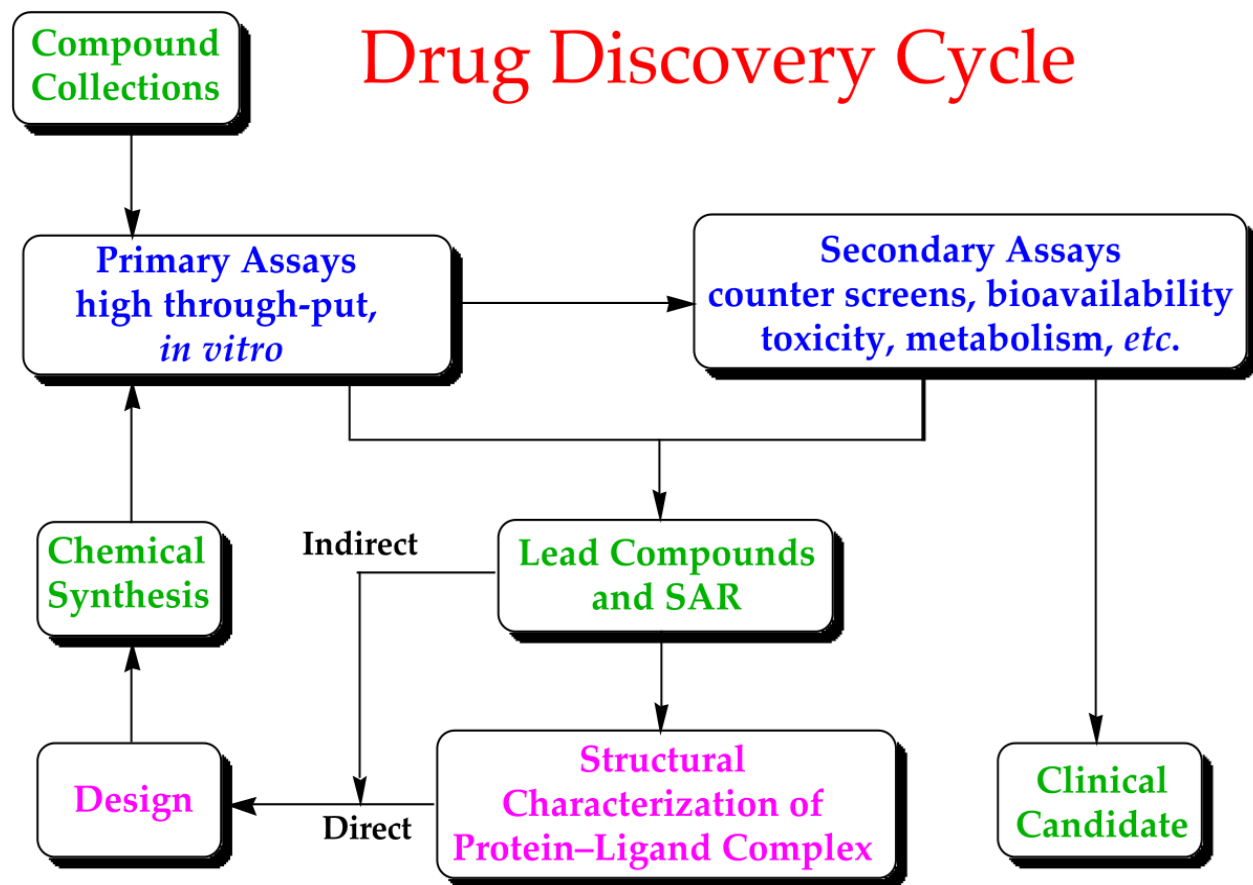 Compound
Collections
Drug Discovery Cycle
Primary Assays
high through-put,
in vitro
Secondary Assays
counter screens, bioavailability
toxicity, metabolism, etc.
Chemical
Synthesis
Indirect
Lead Compounds
and SAR
Design
Direct
Structural
Characterization of
Protein–Ligand Complex
Clinical
Candidate